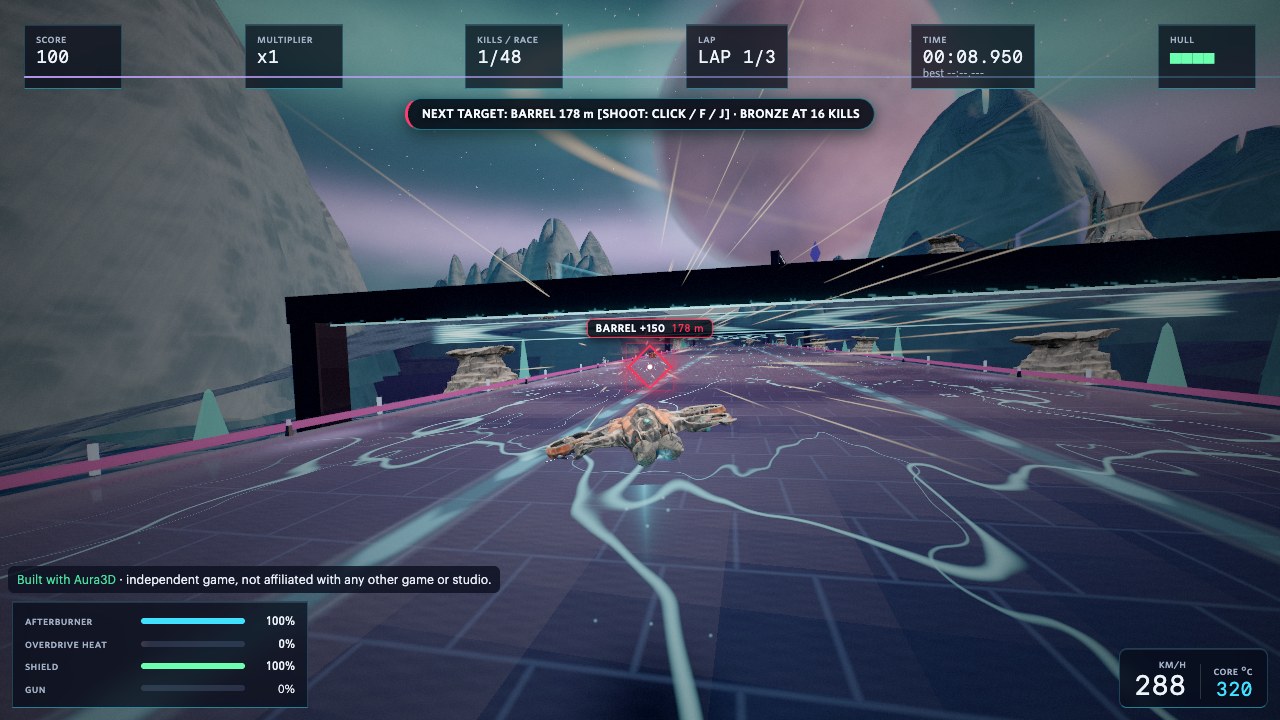 SCORE
100
MULTIPLIER
x1
KILLS / RACE
1/48
LAP
LAP 1/3
TIME
00:08.950
best --:--.---
HULL
NEXT TARGET: BARREL 178 m [SHOOT: CLICK / F / J] · BRONZE AT 16 KILLS
BARREL +150 178 m
Built with Aura3D · independent game, not affiliated with any other game or studio.
AFTERBURNER 100%
OVERDRIVE HEAT 0%
SHIELD 100%
GUN 0%
KM/H
288
CORE °C
320